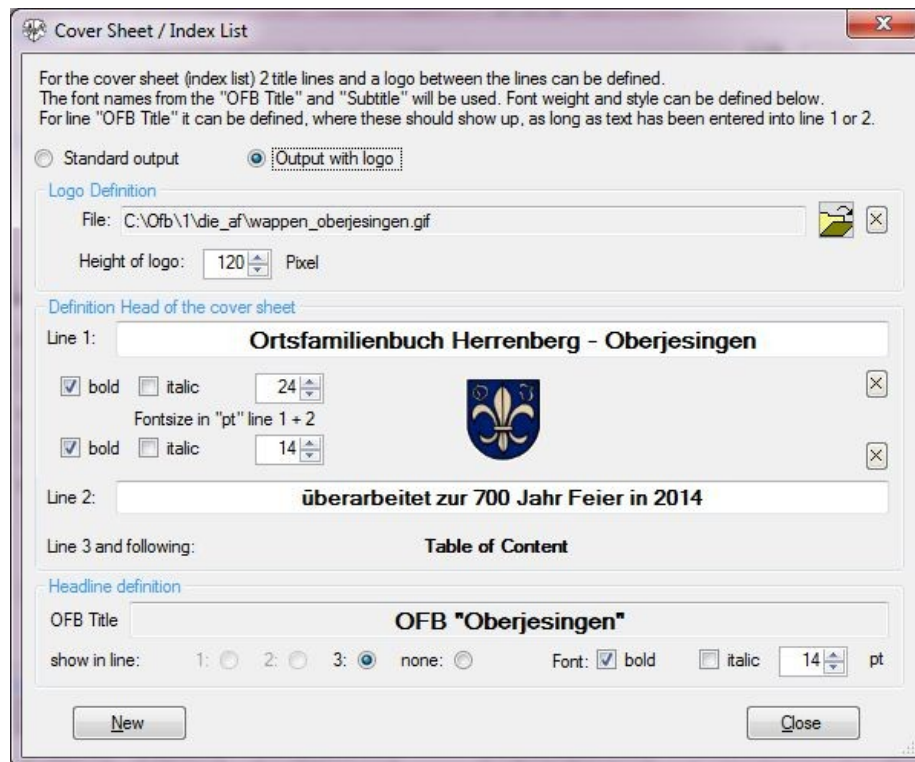 Cover Sheet / Index List
x
For the cover sheet (index list) 2 title lines and a logo between the lines can be defined.
The font names from the "OFB Title" and "Subtitle" will be used. Font weight and style can be defined below.
For line "OFB Title" it can be defined, where these should show up, as long as text has been entered into line 1 or 2.
Standard output Output with logo
Logo Definition
File: C:\Ofb\1\die_af\wappen_oberjesingen.gif
Height of logo: 120 Pixel
Definition Head of the cover sheet
Line 1: Ortsfamilienbuch Herrenberg - Oberjesingen
bold italic 24
Fontsize in "pt" line 1 + 2
bold italic 14
Line 2: überarbeitet zur 700 Jahr Feier in 2014
Line 3 and following: Table of Content
Headline definition
OFB Title OFB "Oberjesingen"
show in line: 1: 2: 3: none: Font: bold italic 14 pt
New Close